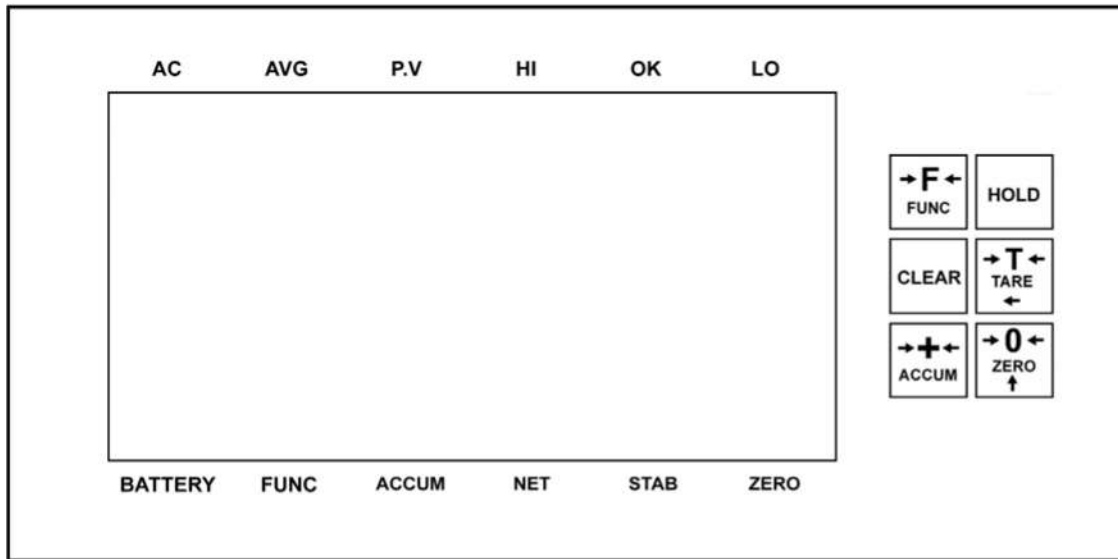 AC AVG P.V HI OK LO
→F←
FUNC
HOLD
CLEAR
→T←
TARE
←
→+←
ACCUM
→0←
ZERO
↑
BATTERY FUNC ACCUM NET STAB ZERO